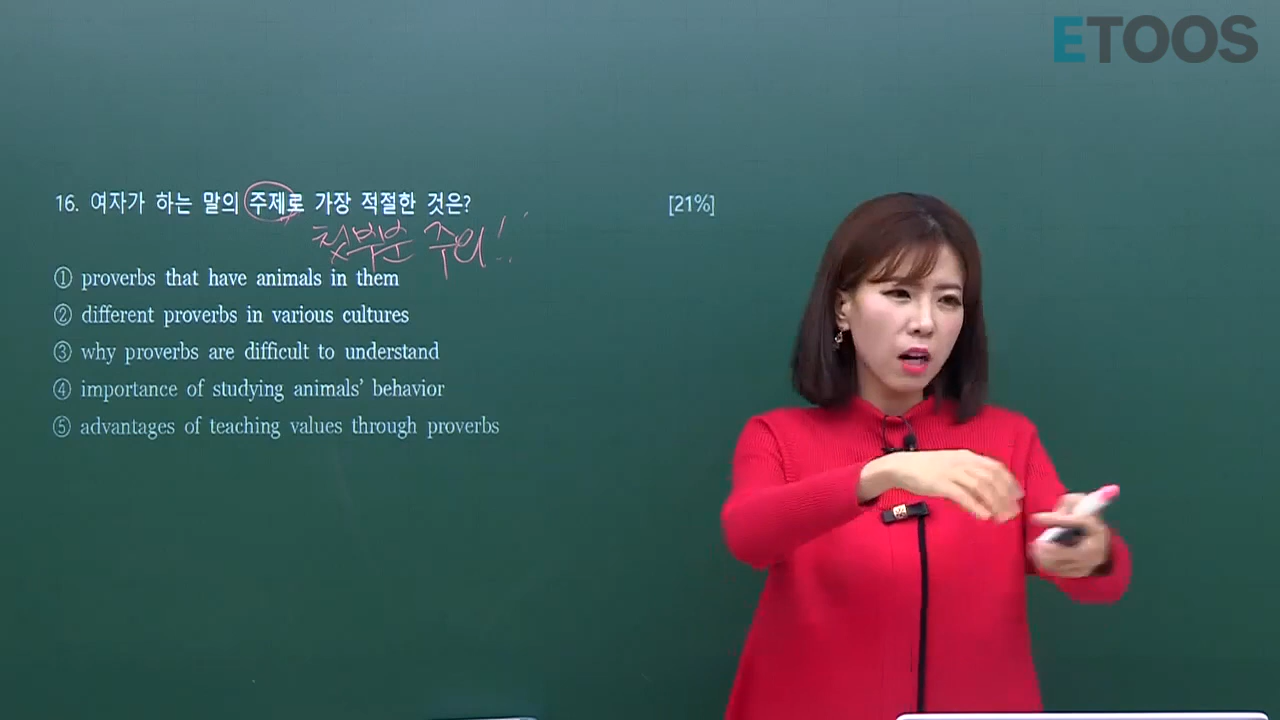 ETOOS
16. 여자가 하는 말의 주제로 가장 적절한 것은? [21%]
첫부분 주의!!
① proverbs that have animals in them
② different proverbs in various cultures
③ why proverbs are difficult to understand
④ importance of studying animals’ behavior
⑤ advantages of teaching values through proverbs